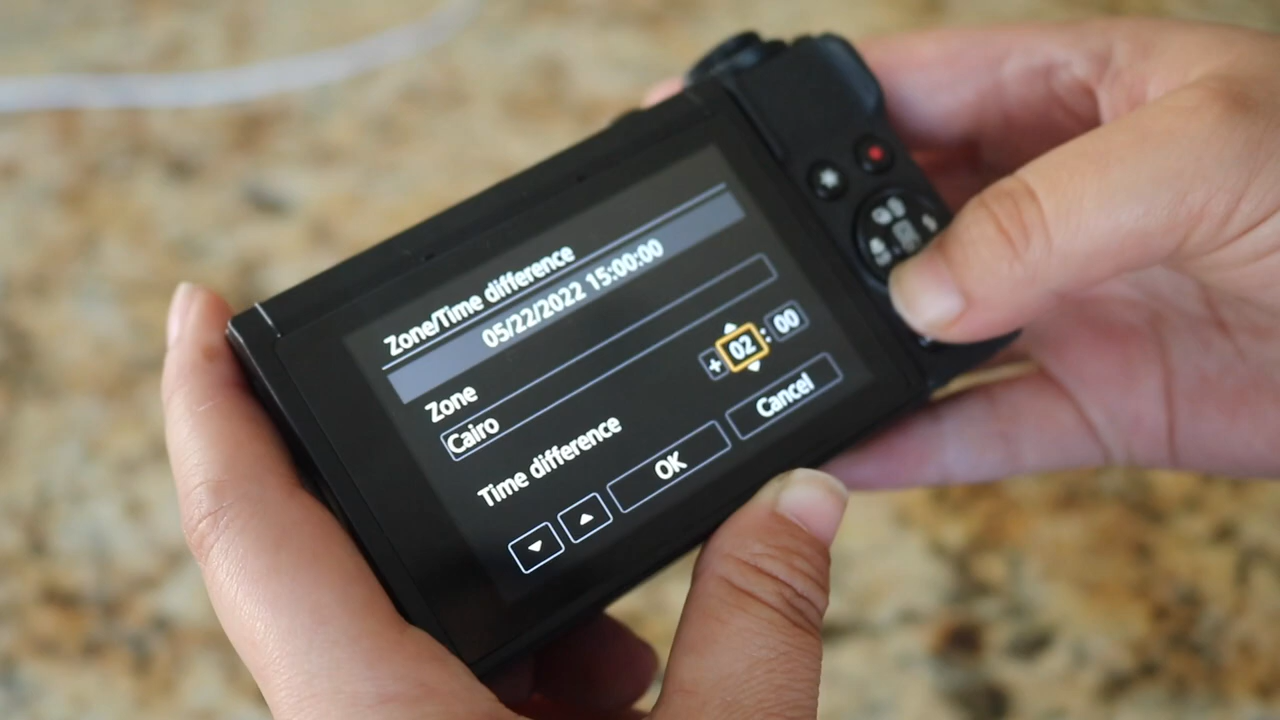 Zone/Time difference
05/22/2022 15:00:00
Zone
Cairo
Time difference
+ 02 : 00
OK
Cancel